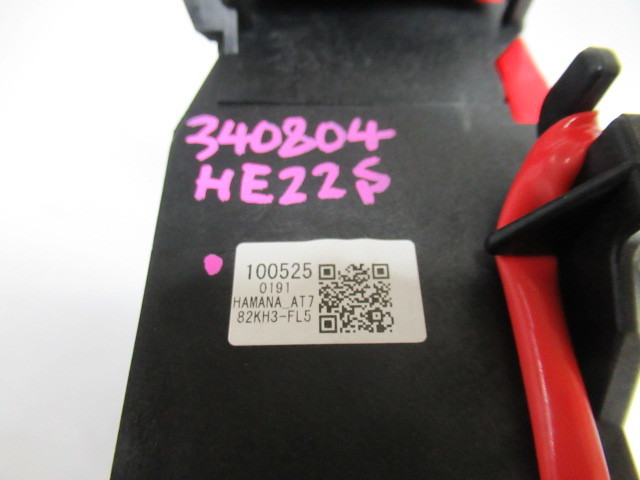 340804
HE22S
100525
0191
HAMANA_AT7
82KH3-FL5